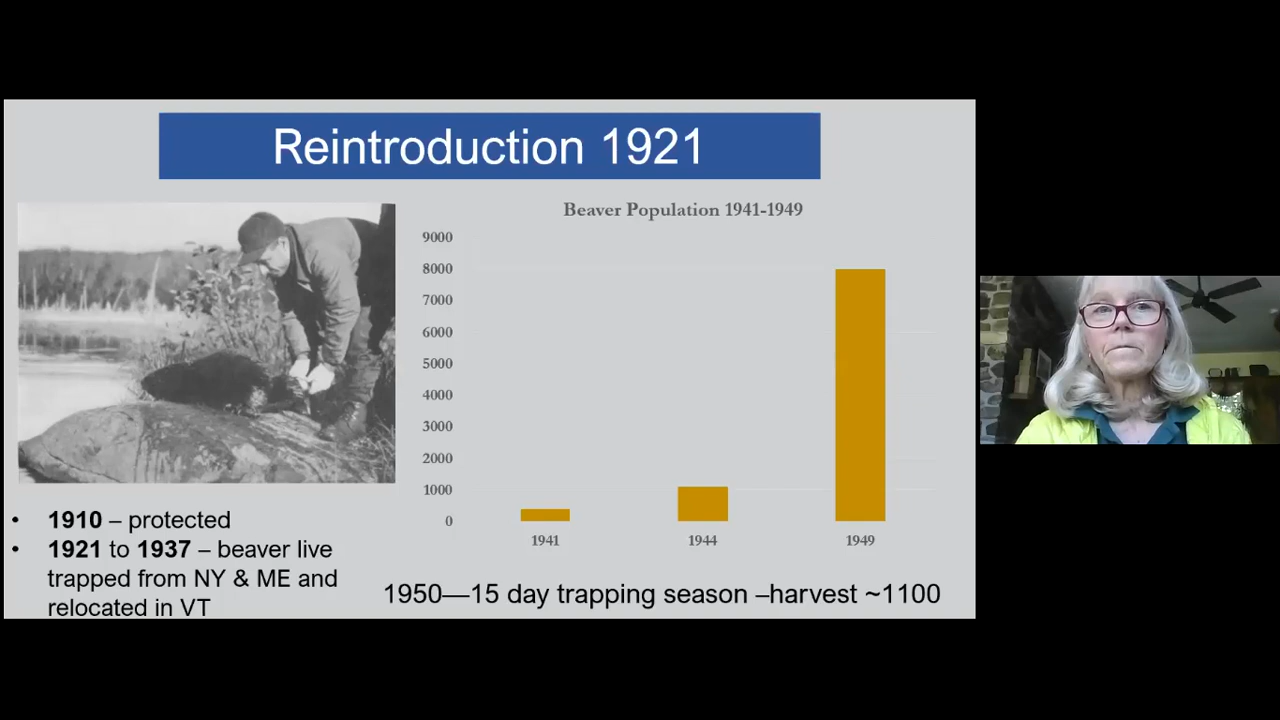 Reintroduction 1921
Beaver Population 1941-1949
9000
8000
7000
6000
5000
4000
3000
2000
1000
0
1941
1944
1949
• 1910 – protected
• 1921 to 1937 – beaver live
trapped from NY & ME and
relocated in VT
1950—15 day trapping season –harvest ~1100